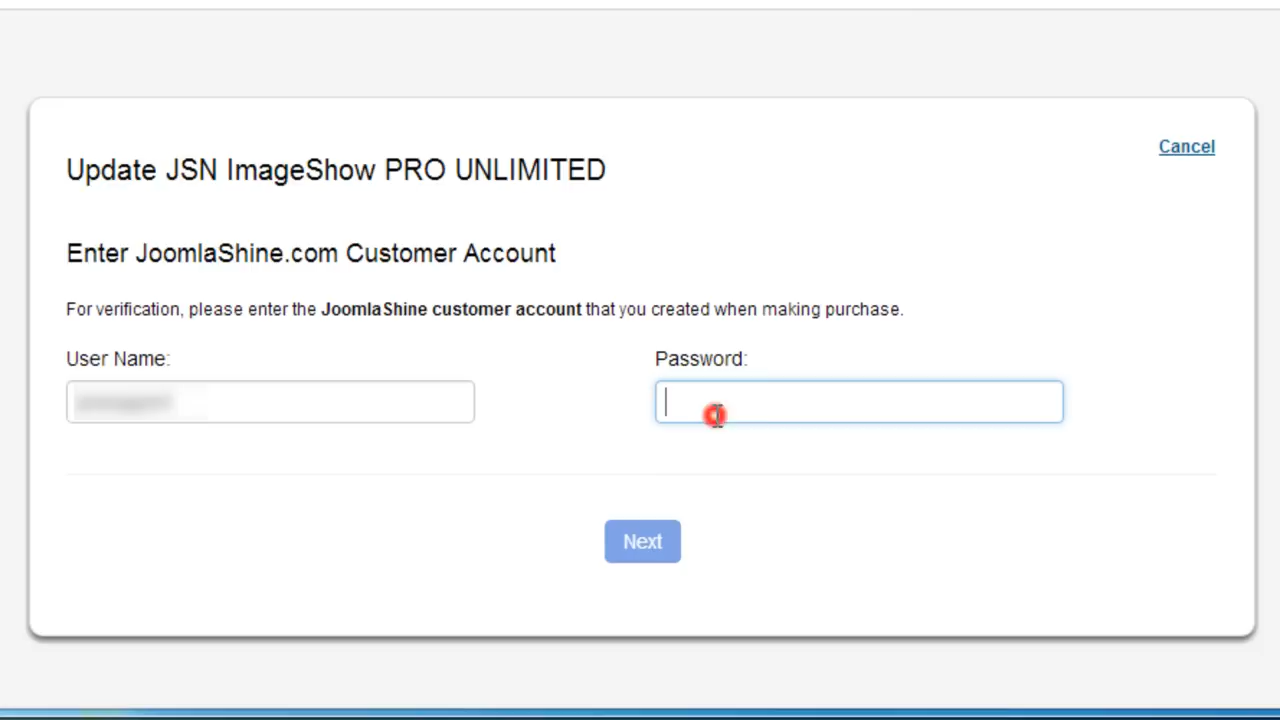 Cancel
Update JSN ImageShow PRO UNLIMITED
Enter JoomlaShine.com Customer Account
For verification, please enter the JoomlaShine customer account that you created when making purchase.
User Name:
Password:
Next